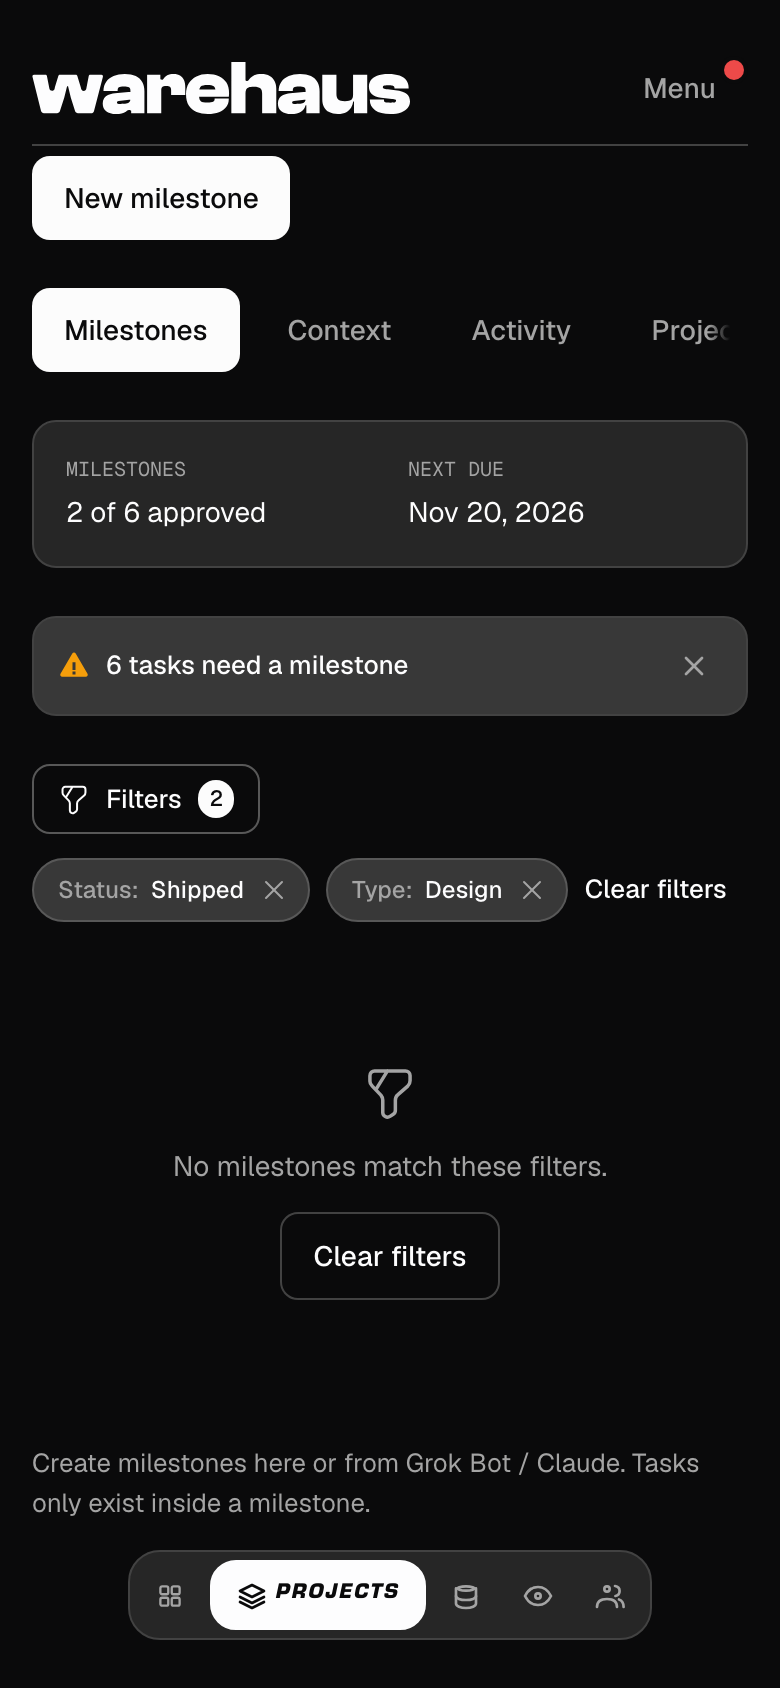 warehaus
Menu
New milestone
Milestones Context Activity Projec
MILESTONES NEXT DUE
2 of 6 approved Nov 20, 2026
6 tasks need a milestone
Filters 2
Status: Shipped Type: Design Clear filters
No milestones match these filters.
Clear filters
Create milestones here or from Grok Bot / Claude. Tasks
only exist inside a milestone.
PROJECTS